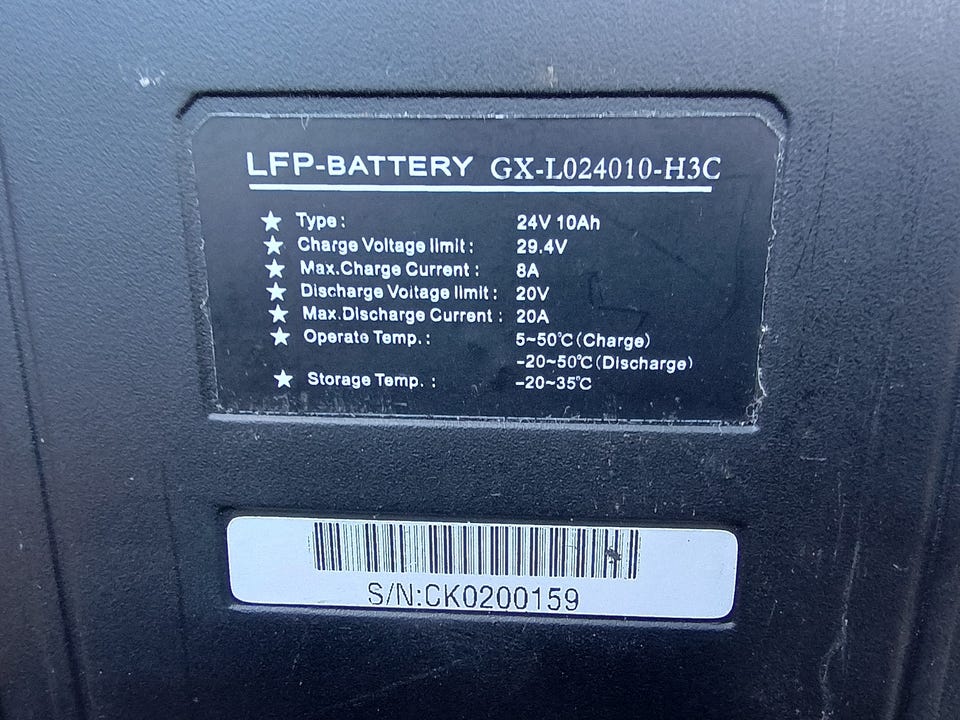 LFP-BATTERY GX-L024010-H3C
★ Type : 24V 10Ah
★ Charge Voltage limit : 29.4V
★ Max.Charge Current : 8A
★ Discharge Voltage limit : 20V
★ Max.Discharge Current : 20A
★ Operate Temp. : 5~50℃(Charge)
-20~50℃(Discharge)
★ Storage Temp. : -20~35℃
S/N:CK0200159